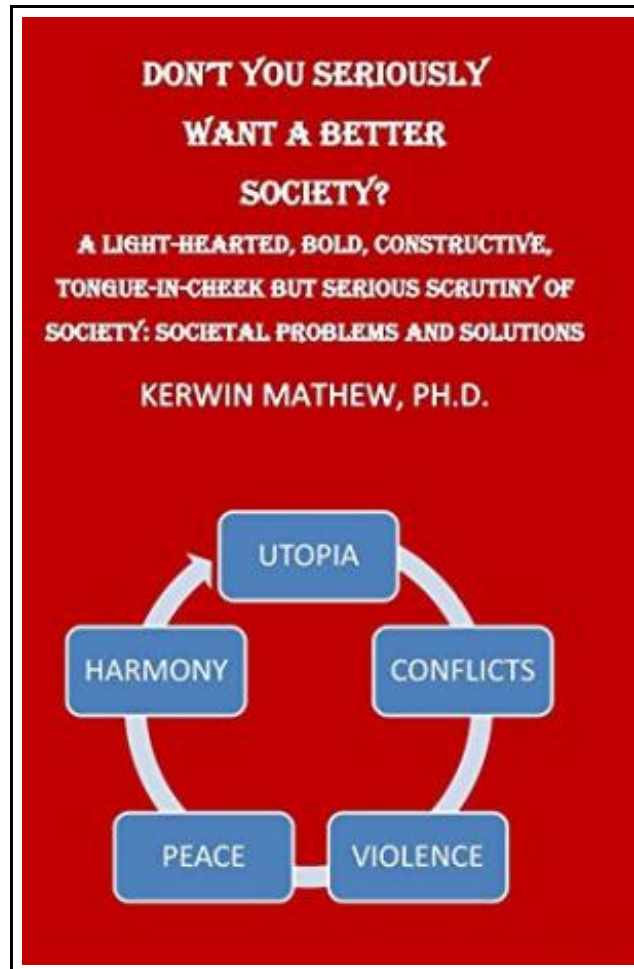 DON'T YOU SERIOUSLY
WANT A BETTER
SOCIETY?
A LIGHT-HEARTED, BOLD, CONSTRUCTIVE,
TONGUE-IN-CHEEK BUT SERIOUS SCRUTINY OF
SOCIETY: SOCIETAL PROBLEMS AND SOLUTIONS
KERWIN MATHEW, PH.D.
UTOPIA
HARMONY
CONFLICTS
PEACE
VIOLENCE